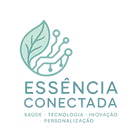 ESSÊNCIA
CONECTADA
SAÚDE · TECNOLOGIA · INOVAÇÃO
PERSONALIZAÇÃO